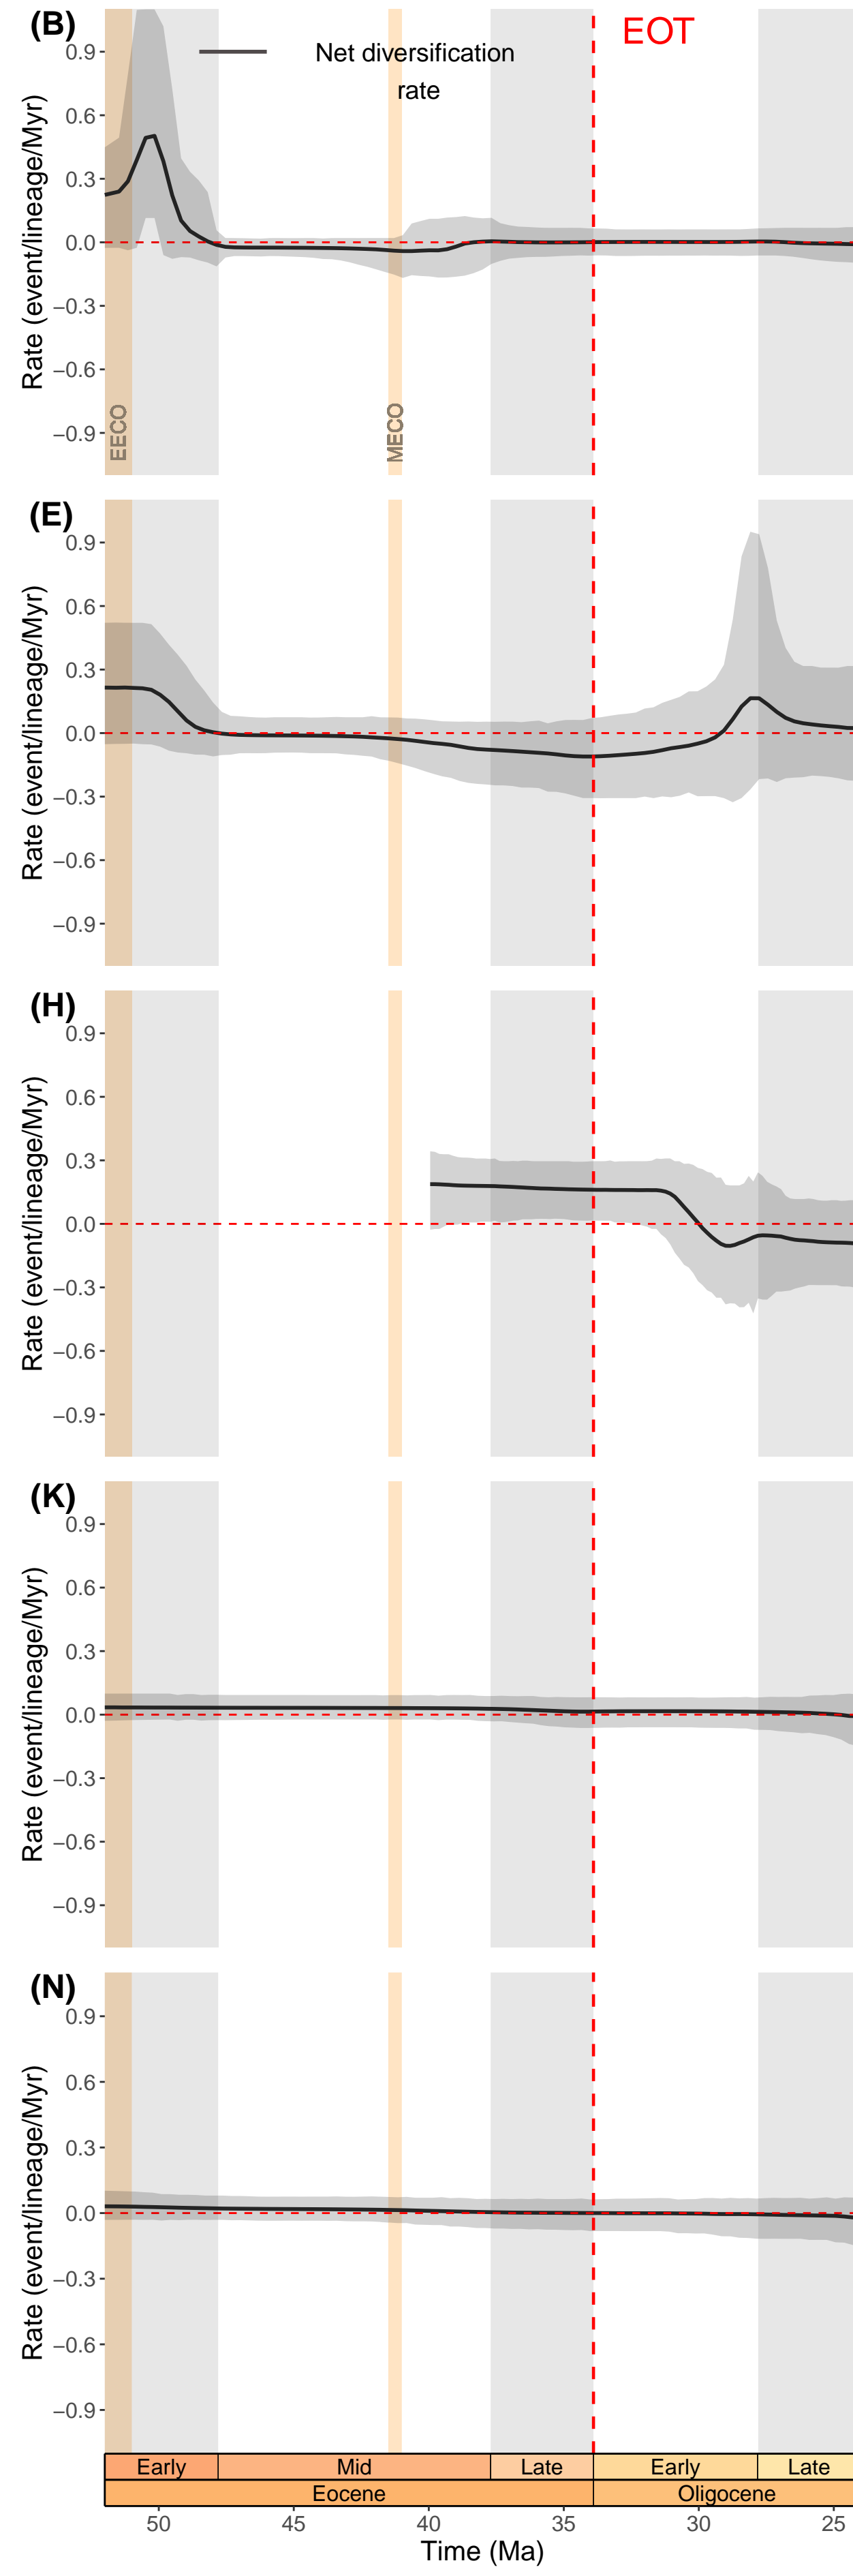 (B)
EOT
Net diversification
rate
0.9
0.6
0.3
0.0
−0.3
−0.6
−0.9
Rate (event/lineage/Myr)
EECO
MECO
(E)
0.9
0.6
0.3
0.0
−0.3
−0.6
−0.9
Rate (event/lineage/Myr)
(H)
0.9
0.6
0.3
0.0
−0.3
−0.6
−0.9
Rate (event/lineage/Myr)
(K)
0.9
0.6
0.3
0.0
−0.3
−0.6
−0.9
Rate (event/lineage/Myr)
(N)
0.9
0.6
0.3
0.0
−0.3
−0.6
−0.9
Rate (event/lineage/Myr)
Early Mid Late Early Late
Eocene Oligocene
50 45 40 35 30 25
Time (Ma)